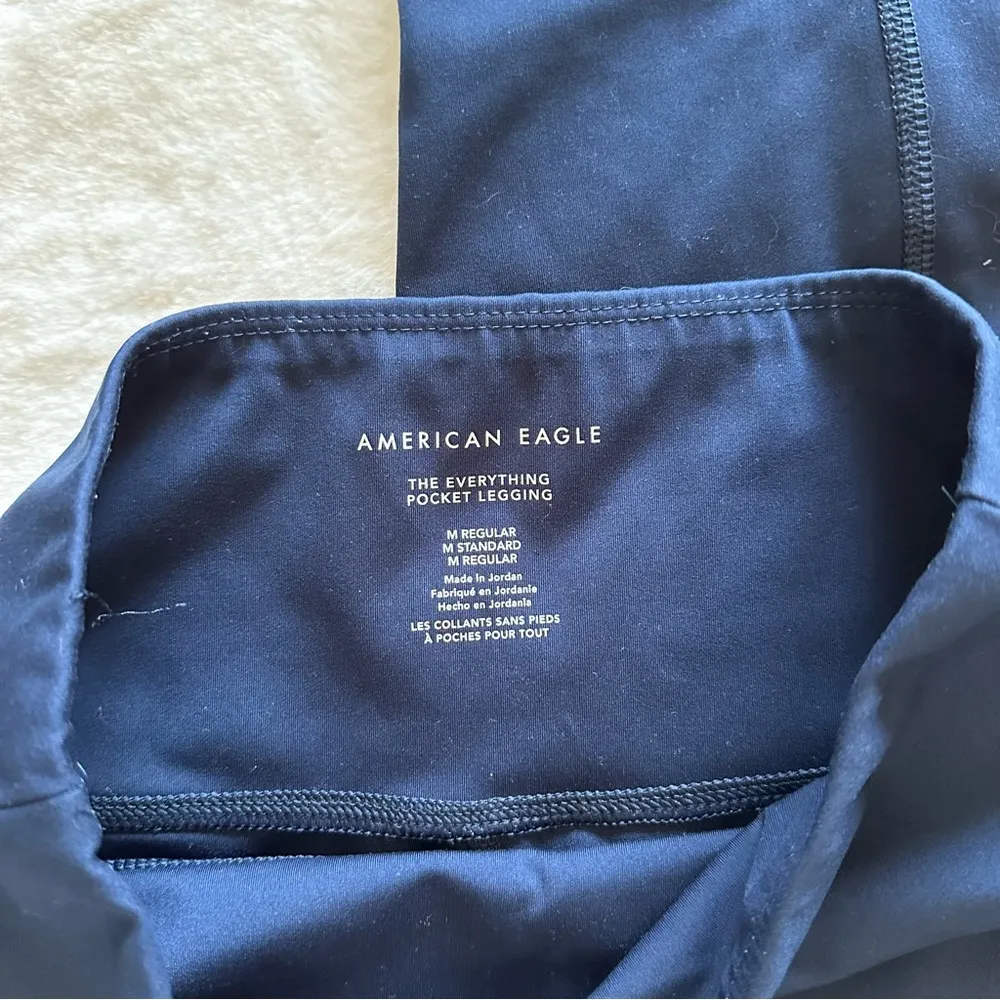 AMERICAN EAGLE
THE EVERYTHING
POCKET LEGGING
M REGULAR
M STANDARD
M REGULAR
Made in Jordan
Fabriqué en Jordanie
Hecho en Jordania
LES COLLANTS SANS PIEDS
À POCHES POUR TOUT